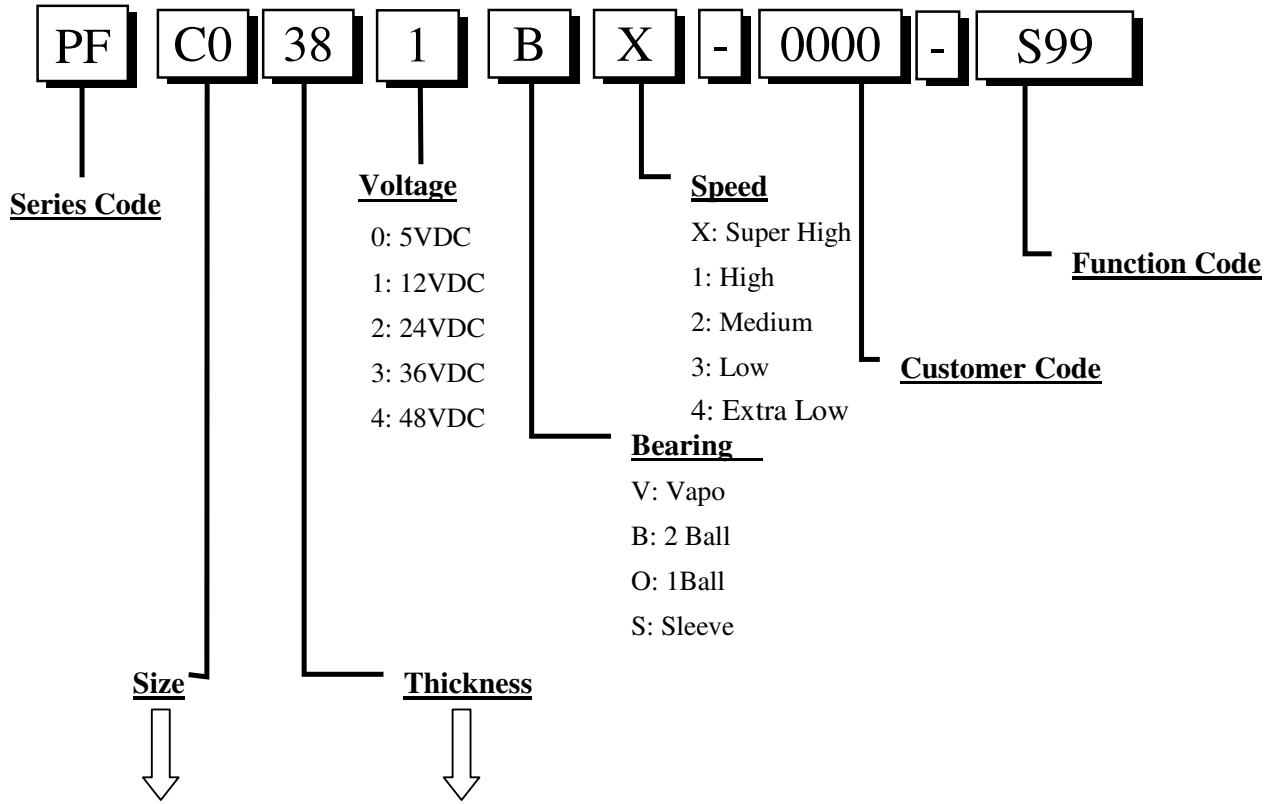 PF C0 38 1 B X - 0000 - S99
Series Code
Voltage
0: 5VDC
1: 12VDC
2: 24VDC
3: 36VDC
4: 48VDC
Speed
X: Super High
1: High
2: Medium
3: Low
4: Extra Low
Function Code
Customer Code
Bearing
V: Vapo
B: 2 Ball
O: 1Ball
S: Sleeve
Size
Thickness